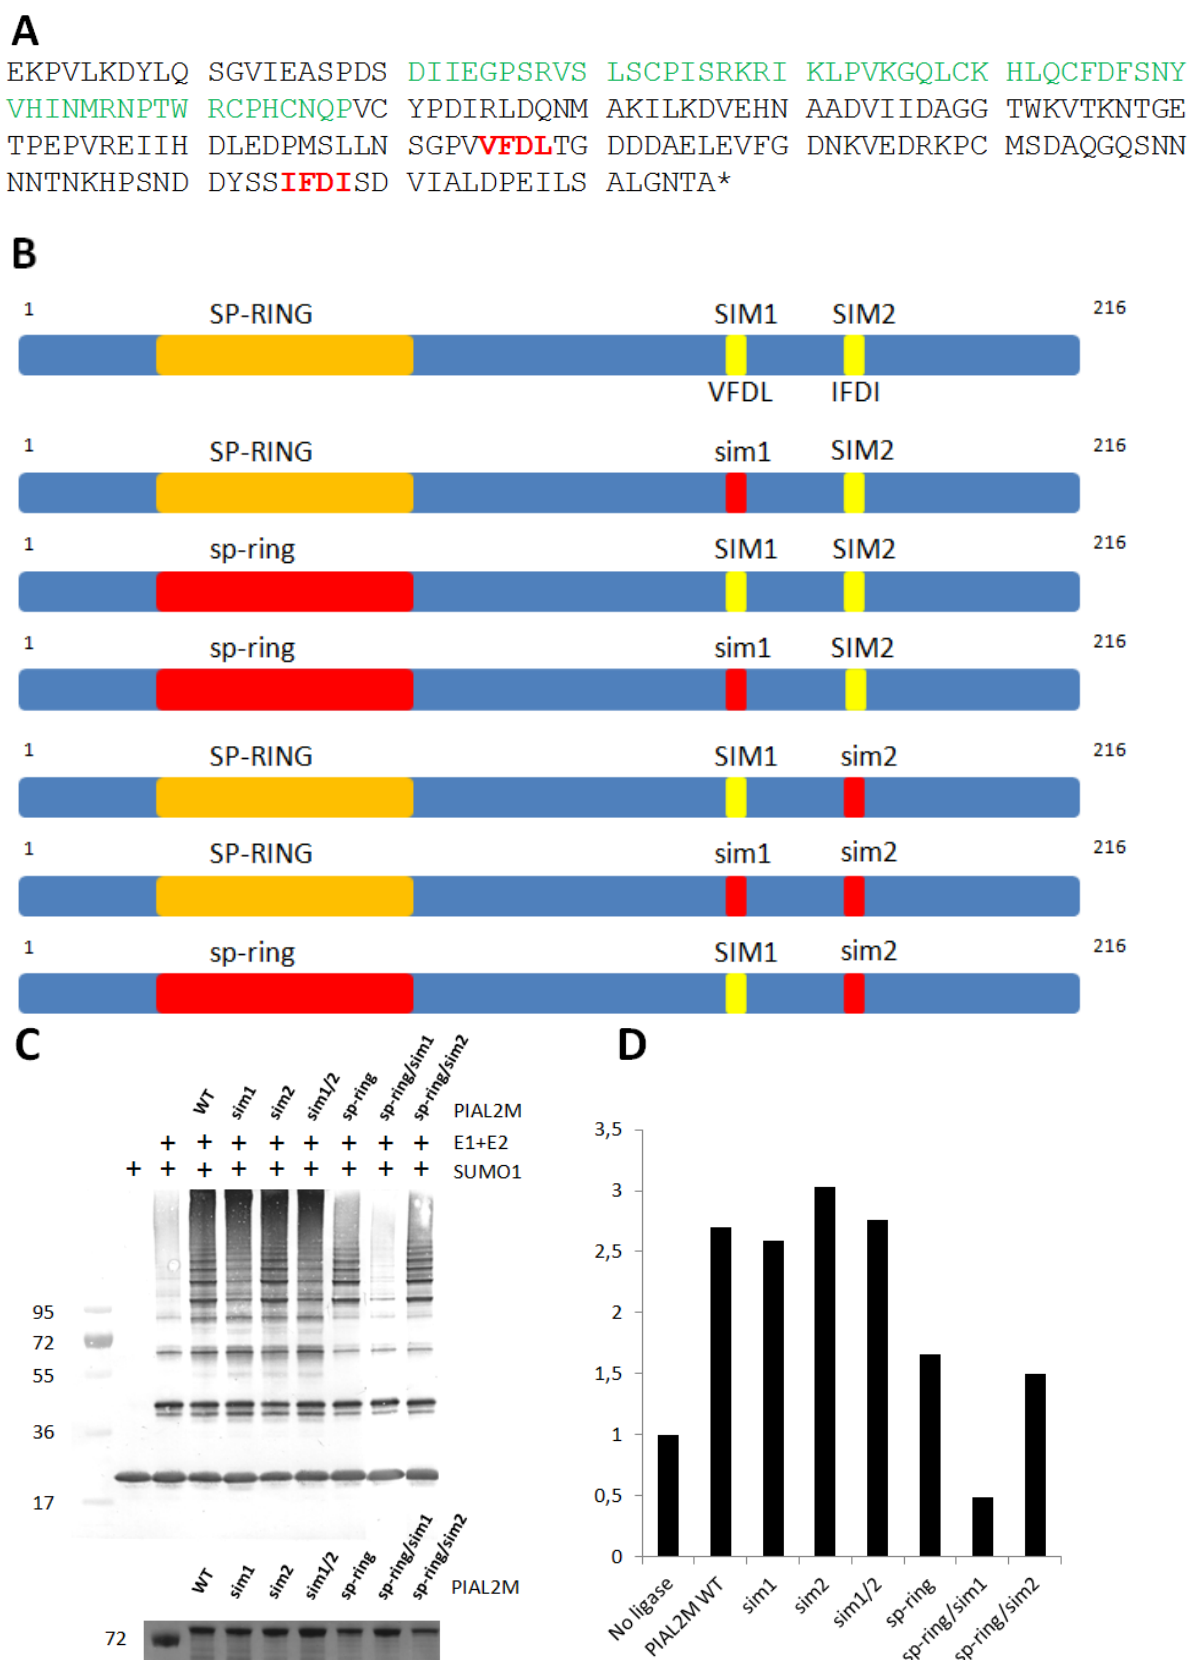 A
EKPVLKDYLQ SGVIEASPDS DIIEGPSRVS LSCPISRKRI KLPVKGQLCK HLQCFDFSNY
VHINMRNPTW RCPHCNQPVC YPDIRLDQNM AKILKDVEHN AADVIIDAGG TWKVTKNTGE
TPEPVREIIH DLEDPMSLLN SGPVVFDLTG DDDAELEVFG DNKVEDRKPC MSDAQGQSNN
NNTNKHPSND DYSSIFDISD VIALDPEILS ALGNTA*
B
1 SP-RING SIM1 SIM2 216
VFDL IFDI
1 SP-RING sim1 SIM2 216
1 sp-ring SIM1 SIM2 216
1 sp-ring sim1 SIM2 216
1 SP-RING SIM1 sim2 216
1 SP-RING sim1 sim2 216
1 sp-ring SIM1 sim2 216
C
WT sim1 sim2 sim1/2 sp-ring sp-ring/sim1 sp-ring/sim2 PIAL2M
+ + + + + + + + E1+E2
+ + + + + + + + + SUMO1
95
72
55
36
17
WT sim1 sim2 sim1/2 sp-ring sp-ring/sim1 sp-ring/sim2 PIAL2M
72
D
3,5
3
2,5
2
1,5
1
0,5
0
No ligase PIAL2M WT sim1 sim2 sim1/2 sp-ring sp-ring/sim1 sp-ring/sim2